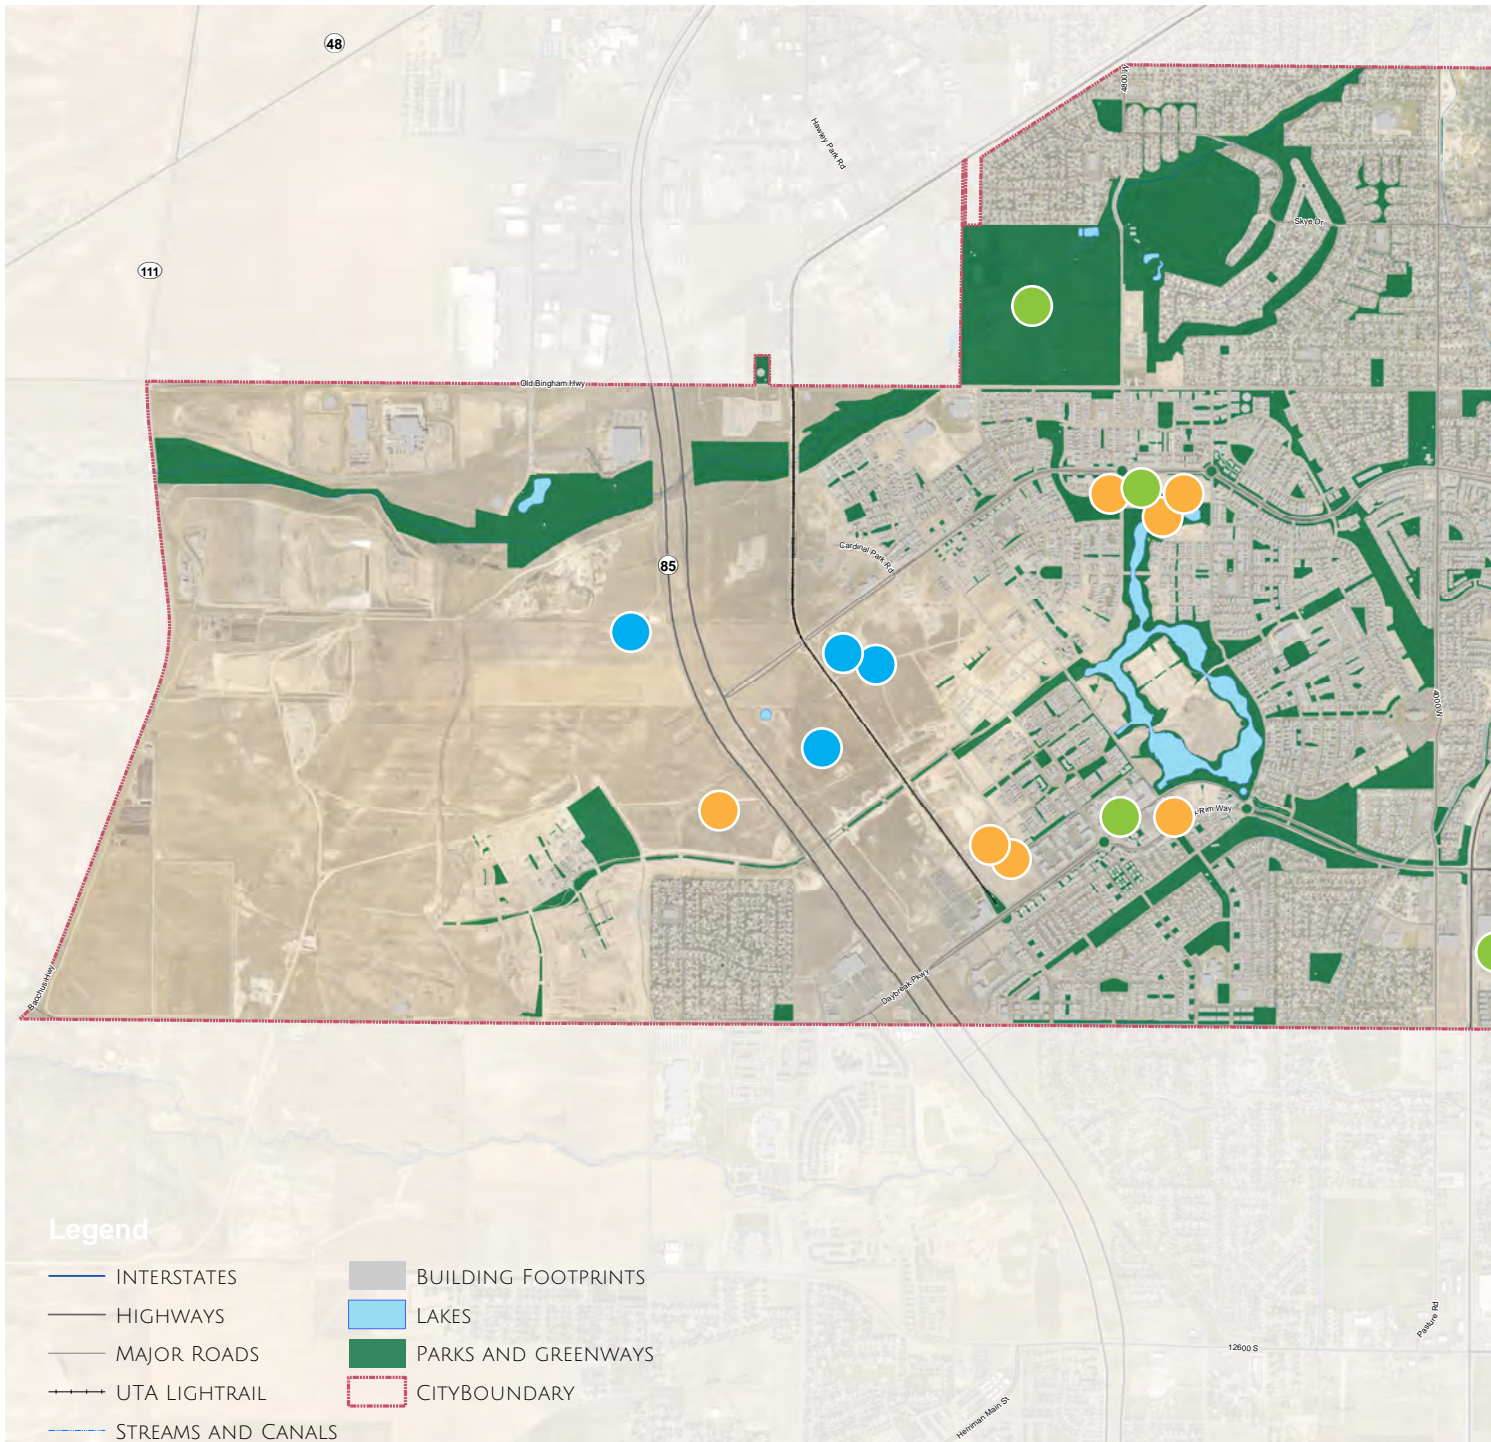 48
4800 W
Hawley Park Rd
Skye Dr
111
Old Bingham Hwy
Cardinal Park Rd
85
4000 W
Rim Way
Daybreak Pkwy
Bacchus Hwy
Legend
INTERSTATES
HIGHWAYS
MAJOR ROADS
UTA LIGHTRAIL
STREAMS AND CANALS
BUILDING FOOTPRINTS
LAKES
PARKS AND GREENWAYS
CITYBOUNDARY
Pasture Rd
12600 S
Herriman Main St